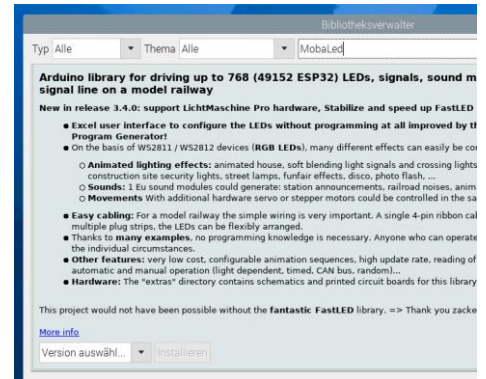 Bibliotheksverwalter
Typ Alle Thema Alle MobaLed
Arduino library for driving up to 768 (49152 ESP32) LEDs, signals, sound m
signal line on a model railway
New in release 3.4.0: support LichtMaschine Pro hardware, Stabilize and speed up FastLED
● Excel user interface to configure the LEDs without programming at all improved by th
Program Generator!
● On the basis of WS2811 / WS2812 devices (RGB LEDs), many different effects can easily be con
○ Animated lighting effects: animated house, soft blending light signals and crossing lights
construction site security lights, street lamps, funfair effects, disco, photo flash, ...
○ Sounds: 1 Eu sound modules could generate: station announcements, railroad noises, anim
○ Movements With additional hardware servo or stepper motors could be controlled in the sa
● Easy cabling: For a model railway the simple wiring is very important. A single 4-pin ribbon cab
multiple plug strips, the LEDs can be flexibly arranged.
● Thanks to many examples, no programming knowledge is necessary. Anyone who can operate
the individual circumstances.
● Other features: very low cost, configurable animation sequences, high update rate, reading of
automatic and manual operation (light dependent, timed, CAN bus, random)...
● Hardware: The "extras" directory contains schematics and printed circuit boards for this library
This project would not have been possible without the fantastic FastLED library. => Thank you zacke
More info
Version auswähl... Installieren